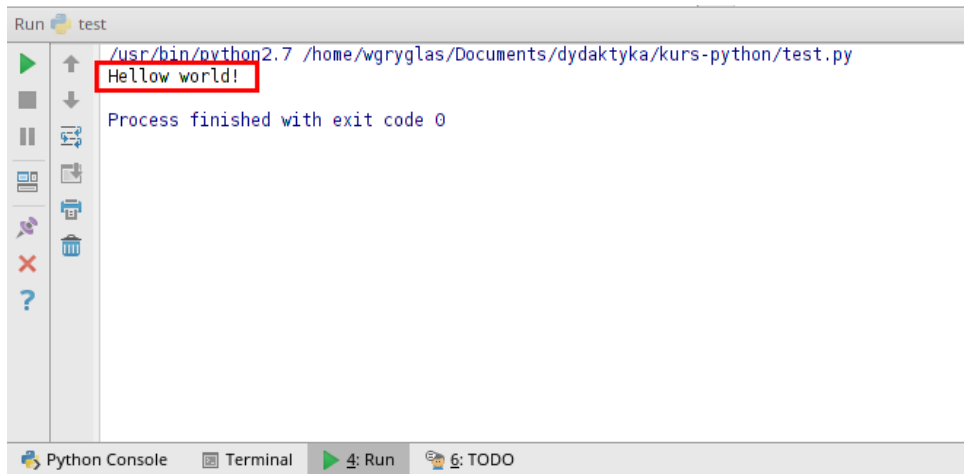 Run test
/usr/bin/python2.7 /home/wgryglas/Documents/dydaktyka/kurs-python/test.py
Hellow world!
Process finished with exit code 0
?
Python Console Terminal 4: Run 6: TODO